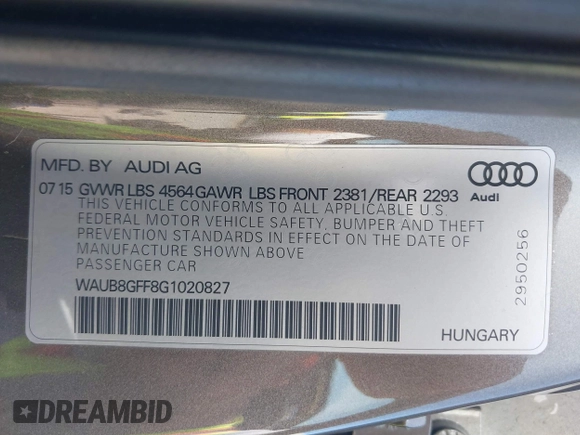 MFD. BY AUDI AG
07 15 GVWR LBS 4564 GAWR LBS FRONT 2381/REAR 2293
Audi
THIS VEHICLE CONFORMS TO ALL APPLICABLE U.S.
FEDERAL MOTOR VEHICLE SAFETY, BUMPER AND THEFT
PREVENTION STANDARDS IN EFFECT ON THE DATE OF
MANUFACTURE SHOWN ABOVE
PASSENGER CAR
WAUB8GFF8G1020827
HUNGARY
2950256
DREAMBID